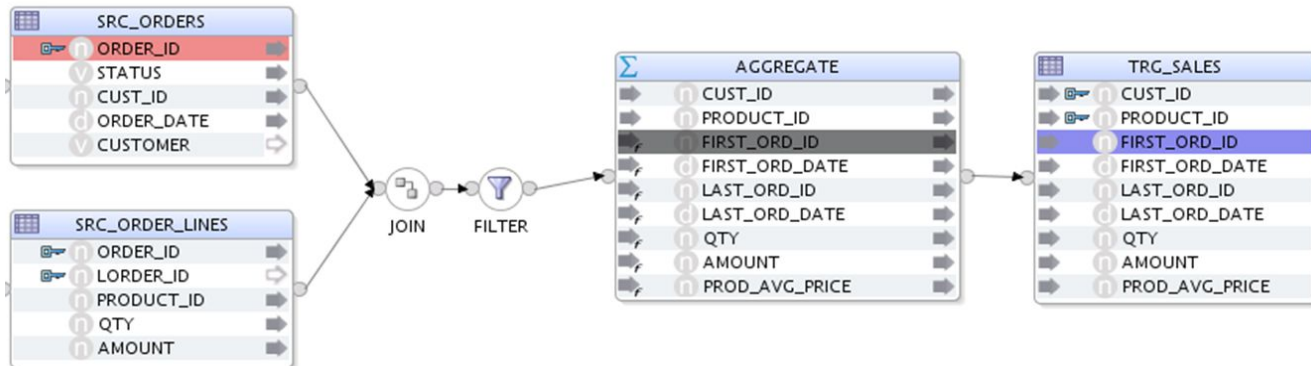 SRC_ORDERS
n ORDER_ID
v STATUS
n CUST_ID
d ORDER_DATE
v CUSTOMER
SRC_ORDER_LINES
n ORDER_ID
n LORDER_ID
n PRODUCT_ID
n QTY
n AMOUNT
JOIN
FILTER
Σ AGGREGATE
n CUST_ID
n PRODUCT_ID
f n FIRST_ORD_ID
f d FIRST_ORD_DATE
f n LAST_ORD_ID
f d LAST_ORD_DATE
f n QTY
f n AMOUNT
f n PROD_AVG_PRICE
TRG_SALES
n CUST_ID
n PRODUCT_ID
n FIRST_ORD_ID
d FIRST_ORD_DATE
n LAST_ORD_ID
d LAST_ORD_DATE
n QTY
n AMOUNT
n PROD_AVG_PRICE